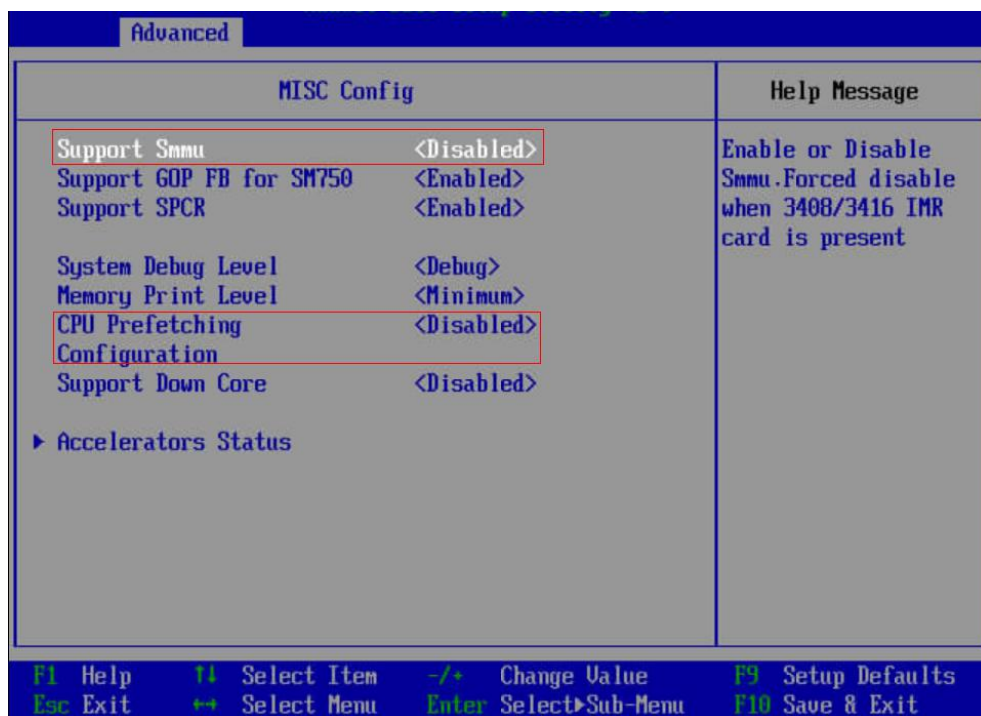 Advanced
MISC Config
Support Smmu <Disabled>
Support GOP FB for SM750 <Enabled>
Support SPCR <Enabled>
System Debug Level <Debug>
Memory Print Level <Minimum>
CPU Prefetching <Disabled>
Configuration
Support Down Core <Disabled>
▶ Accelerators Status
Help Message
Enable or Disable
Smmu.Forced disable
when 3408/3416 IMR
card is present
F1 Help ↑↓ Select Item -/+ Change Value F9 Setup Defaults
Esc Exit ←→ Select Menu Enter Select▶Sub-Menu F10 Save & Exit